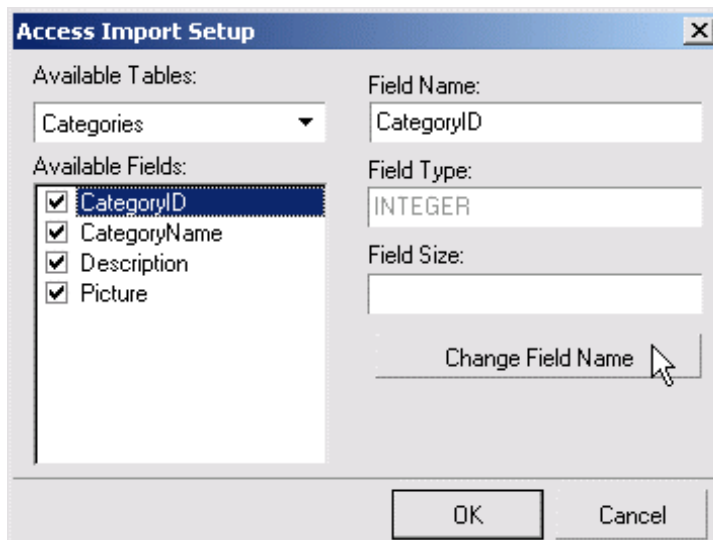 Access Import Setup
Available Tables:
Categories
Available Fields:
CategoryID
CategoryName
Description
Picture
Field Name:
CategoryID
Field Type:
INTEGER
Field Size:
Change Field Name
OK
Cancel